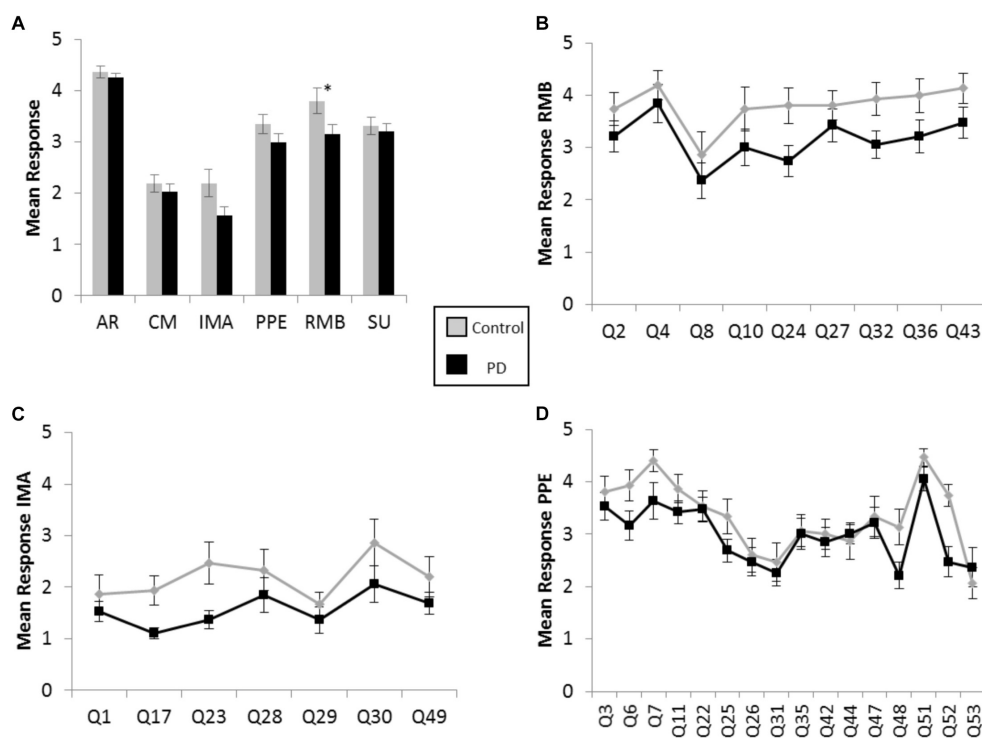 A
Mean Response
5
4
3
2
1
0
*
AR CM IMA PPE RMB SU
Control
PD
B
Mean Response RMB
5
4
3
2
1
0
Q2 Q4 Q8 Q10 Q24 Q27 Q32 Q36 Q43
C
Mean Response IMA
5
4
3
2
1
0
Q1 Q17 Q23 Q28 Q29 Q30 Q49
D
Mean Response PPE
5
4
3
2
1
0
Q3 Q6 Q7 Q11 Q22 Q25 Q26 Q31 Q35 Q42 Q44 Q47 Q48 Q51 Q52 Q53